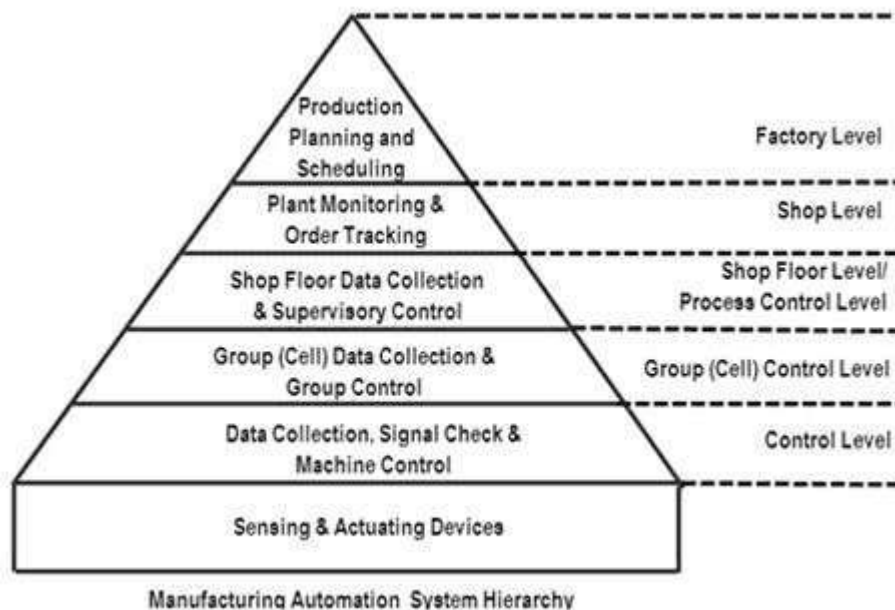 Production
Planning and
Scheduling
Factory Level
Plant Monitoring &
Order Tracking
Shop Level
Shop Floor Data Collection
& Supervisory Control
Shop Floor Level/
Process Control Level
Group (Cell) Data Collection &
Group Control
Group (Cell) Control Level
Data Collection, Signal Check &
Machine Control
Control Level
Sensing & Actuating Devices
Manufacturing Automation System Hierarchy